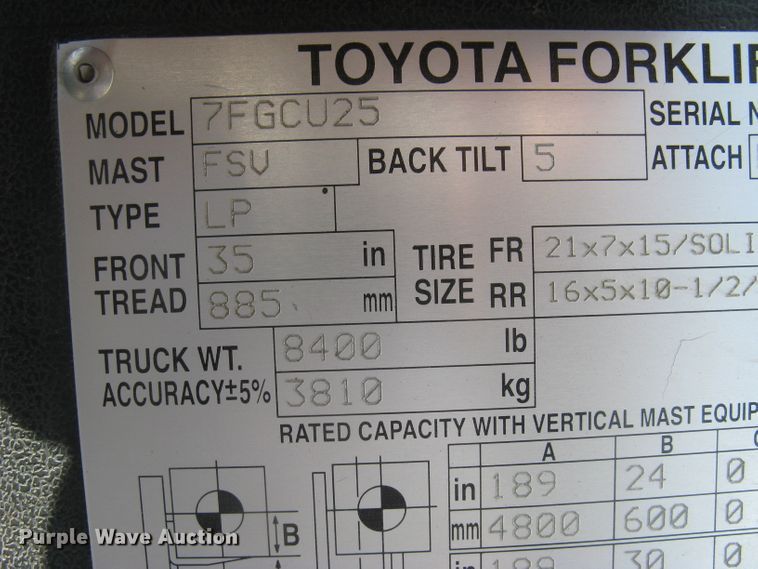 TOYOTA FORKLIF
MODEL 7FGCU25 SERIAL N
MAST FSV BACK TILT 5 ATTACH
TYPE LP
FRONT TREAD 35 in TIRE SIZE FR 21x7x15/SOLI
885 mm RR 16x5x10-1/2/
TRUCK WT. 8400 lb
ACCURACY±5% 3810 kg
RATED CAPACITY WITH VERTICAL MAST EQUIP
A B
in 189 24 0
mm 4800 600 0
B
in 189 30 0
Purple Wave Auction